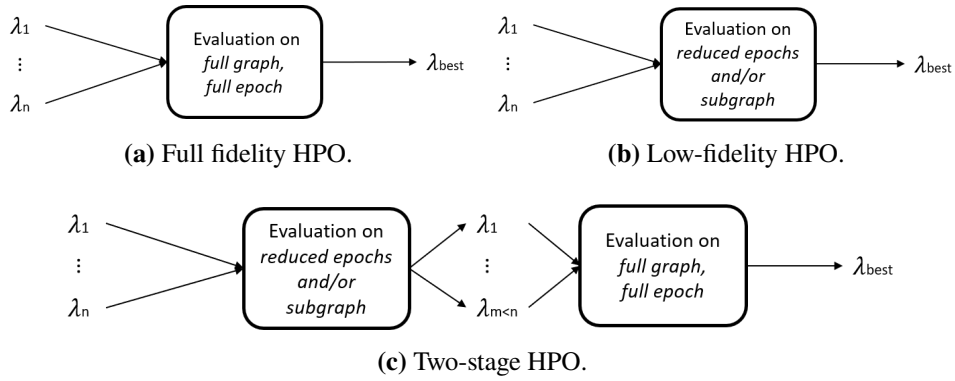 λ1
⋮
λn
Evaluation on
full graph,
full epoch
λbest
(a) Full fidelity HPO.
λ1
⋮
λn
Evaluation on
reduced epochs
and/or
subgraph
λbest
(b) Low-fidelity HPO.
λ1
⋮
λn
Evaluation on
reduced epochs
and/or
subgraph
λ1
⋮
λm<n
Evaluation on
full graph,
full epoch
λbest
(c) Two-stage HPO.